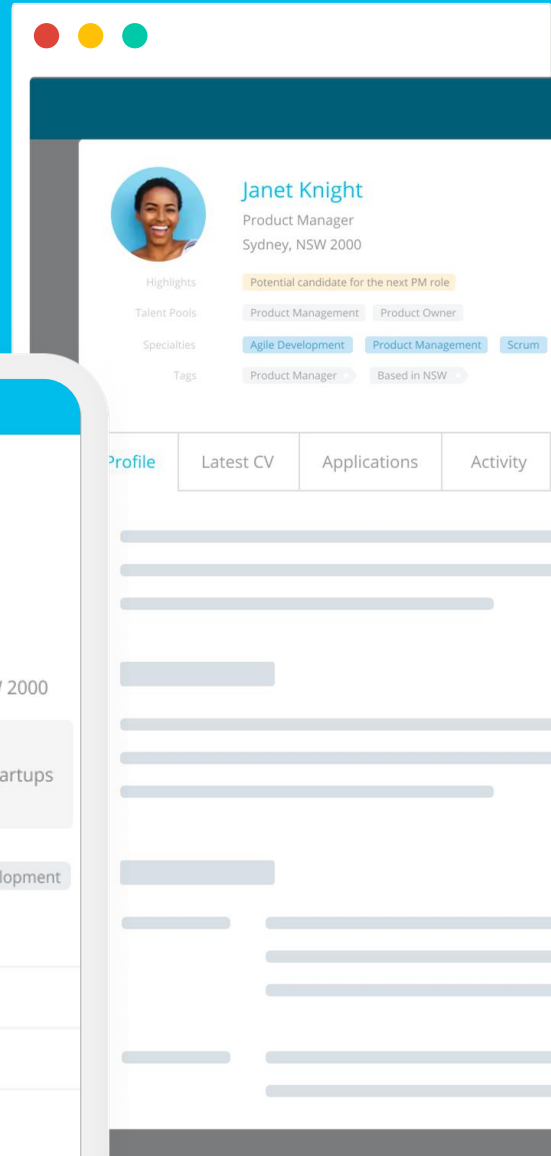 Janet Knight
Product Manager
Sydney, NSW 2000
Highlights Potential candidate for the next PM role
Talent Pools Product Management Product Owner
Specialties Agile Development Product Management Scrum
Tags Product Manager Based in NSW
Profile Latest CV Applications Activity
2000